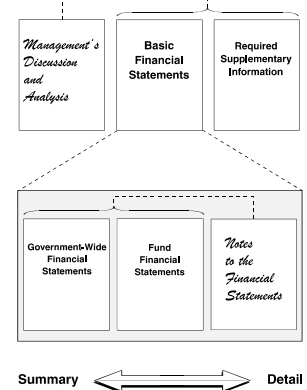 Management's
Discussion
and
Analysis
Basic
Financial
Statements
Required
Supplementary
Information
Government-Wide
Financial
Statements
Fund
Financial
Statements
Notes
to the
Financial
Statements
Summary
Detail